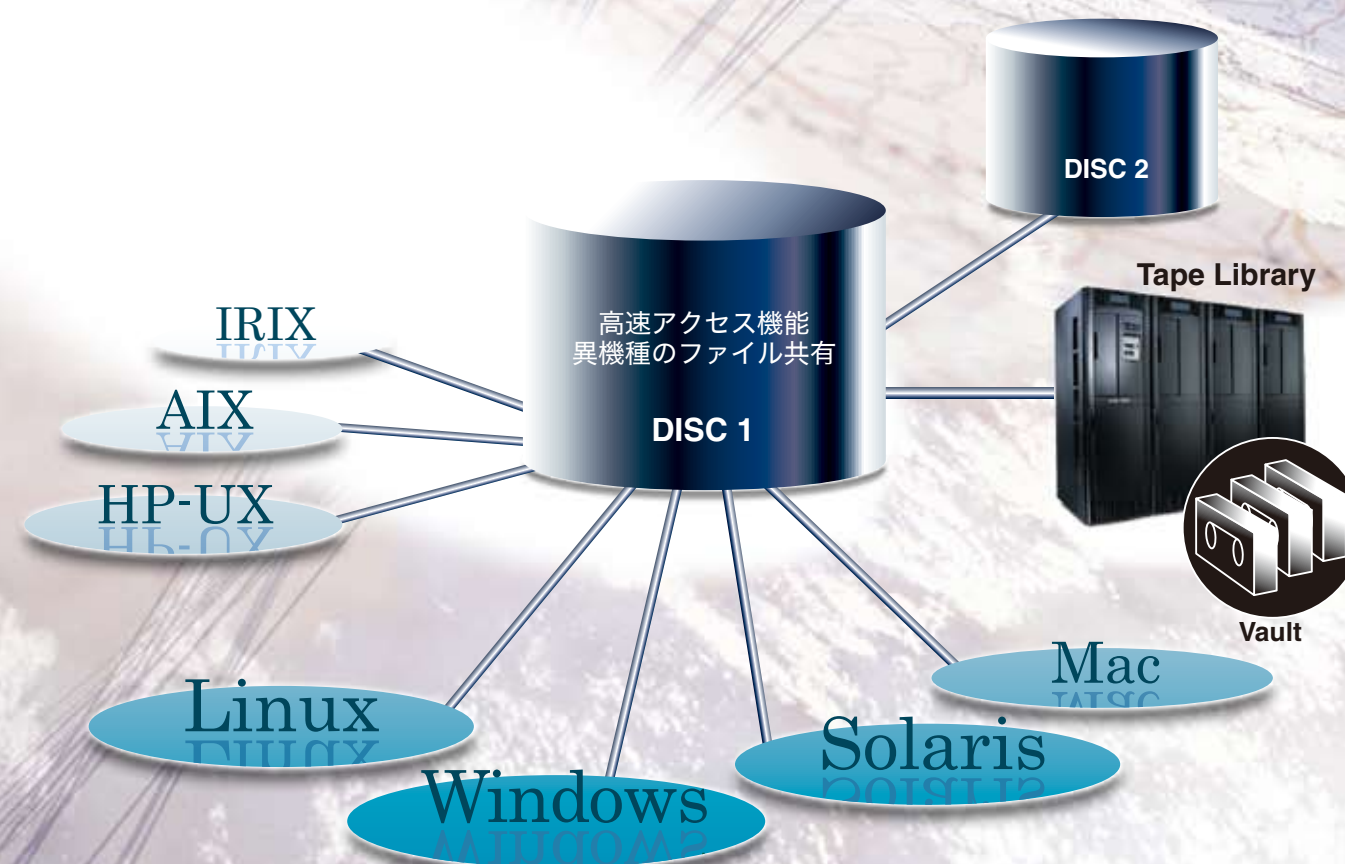 DISC 2
Tape Library
高速アクセス機能
異機種のファイル共有
DISC 1
IRIX
AIX
HP-UX
Vault
Mac
Linux
Solaris
Windows